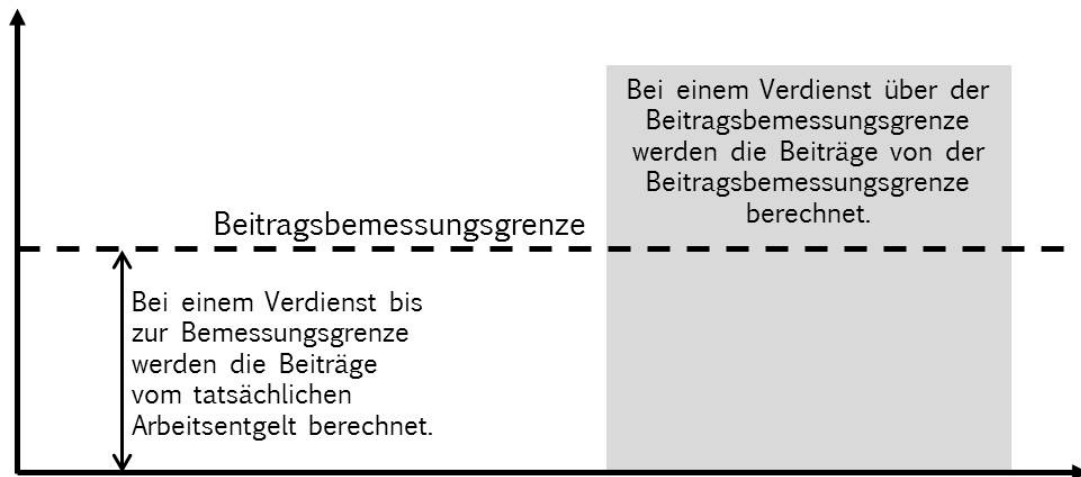 Bei einem Verdienst über der
Beitragsbemessungsgrenze
werden die Beiträge von der
Beitragsbemessungsgrenze
berechnet.
Beitragsbemessungsgrenze
Bei einem Verdienst bis
zur Bemessungsgrenze
werden die Beiträge
vom tatsächlichen
Arbeitsentgelt berechnet.